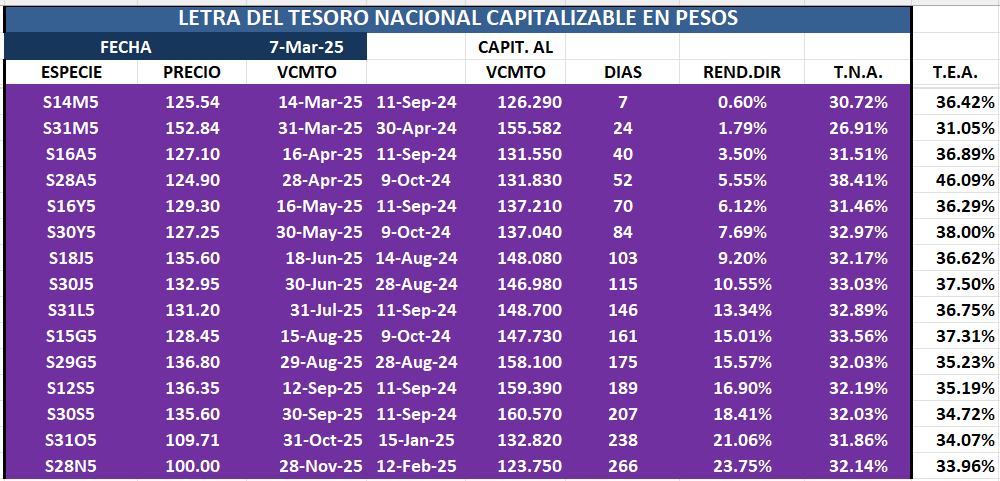 LETRA DEL TESORO NACIONAL CAPITALIZABLE EN PESOS
FECHA 7-Mar-25 CAPIT. AL
ESPECIE PRECIO VCMTO VCMTO DIAS REND.DIR T.N.A. T.E.A.
S14M5 125.54 14-Mar-25 11-Sep-24 126.290 7 0.60% 30.72% 36.42%
S31M5 152.84 31-Mar-25 30-Apr-24 155.582 24 1.79% 26.91% 31.05%
S16A5 127.10 16-Apr-25 11-Sep-24 131.550 40 3.50% 31.51% 36.89%
S28A5 124.90 28-Apr-25 9-Oct-24 131.830 52 5.55% 38.41% 46.09%
S16Y5 129.30 16-May-25 11-Sep-24 137.210 70 6.12% 31.46% 36.29%
S30Y5 127.25 30-May-25 9-Oct-24 137.040 84 7.69% 32.97% 38.00%
S18J5 135.60 18-Jun-25 14-Aug-24 148.080 103 9.20% 32.17% 36.62%
S30J5 132.95 30-Jun-25 28-Aug-24 146.980 115 10.55% 33.03% 37.50%
S31L5 131.20 31-Jul-25 11-Sep-24 148.700 146 13.34% 32.89% 36.75%
S15G5 128.45 15-Aug-25 9-Oct-24 147.730 161 15.01% 33.56% 37.31%
S29G5 136.80 29-Aug-25 28-Aug-24 158.100 175 15.57% 32.03% 35.23%
S12S5 136.35 12-Sep-25 11-Sep-24 159.390 189 16.90% 32.19% 35.19%
S30S5 135.60 30-Sep-25 11-Sep-24 160.570 207 18.41% 32.03% 34.72%
S31O5 109.71 31-Oct-25 15-Jan-25 132.820 238 21.06% 31.86% 34.07%
S28N5 100.00 28-Nov-25 12-Feb-25 123.750 266 23.75% 32.14% 33.96%